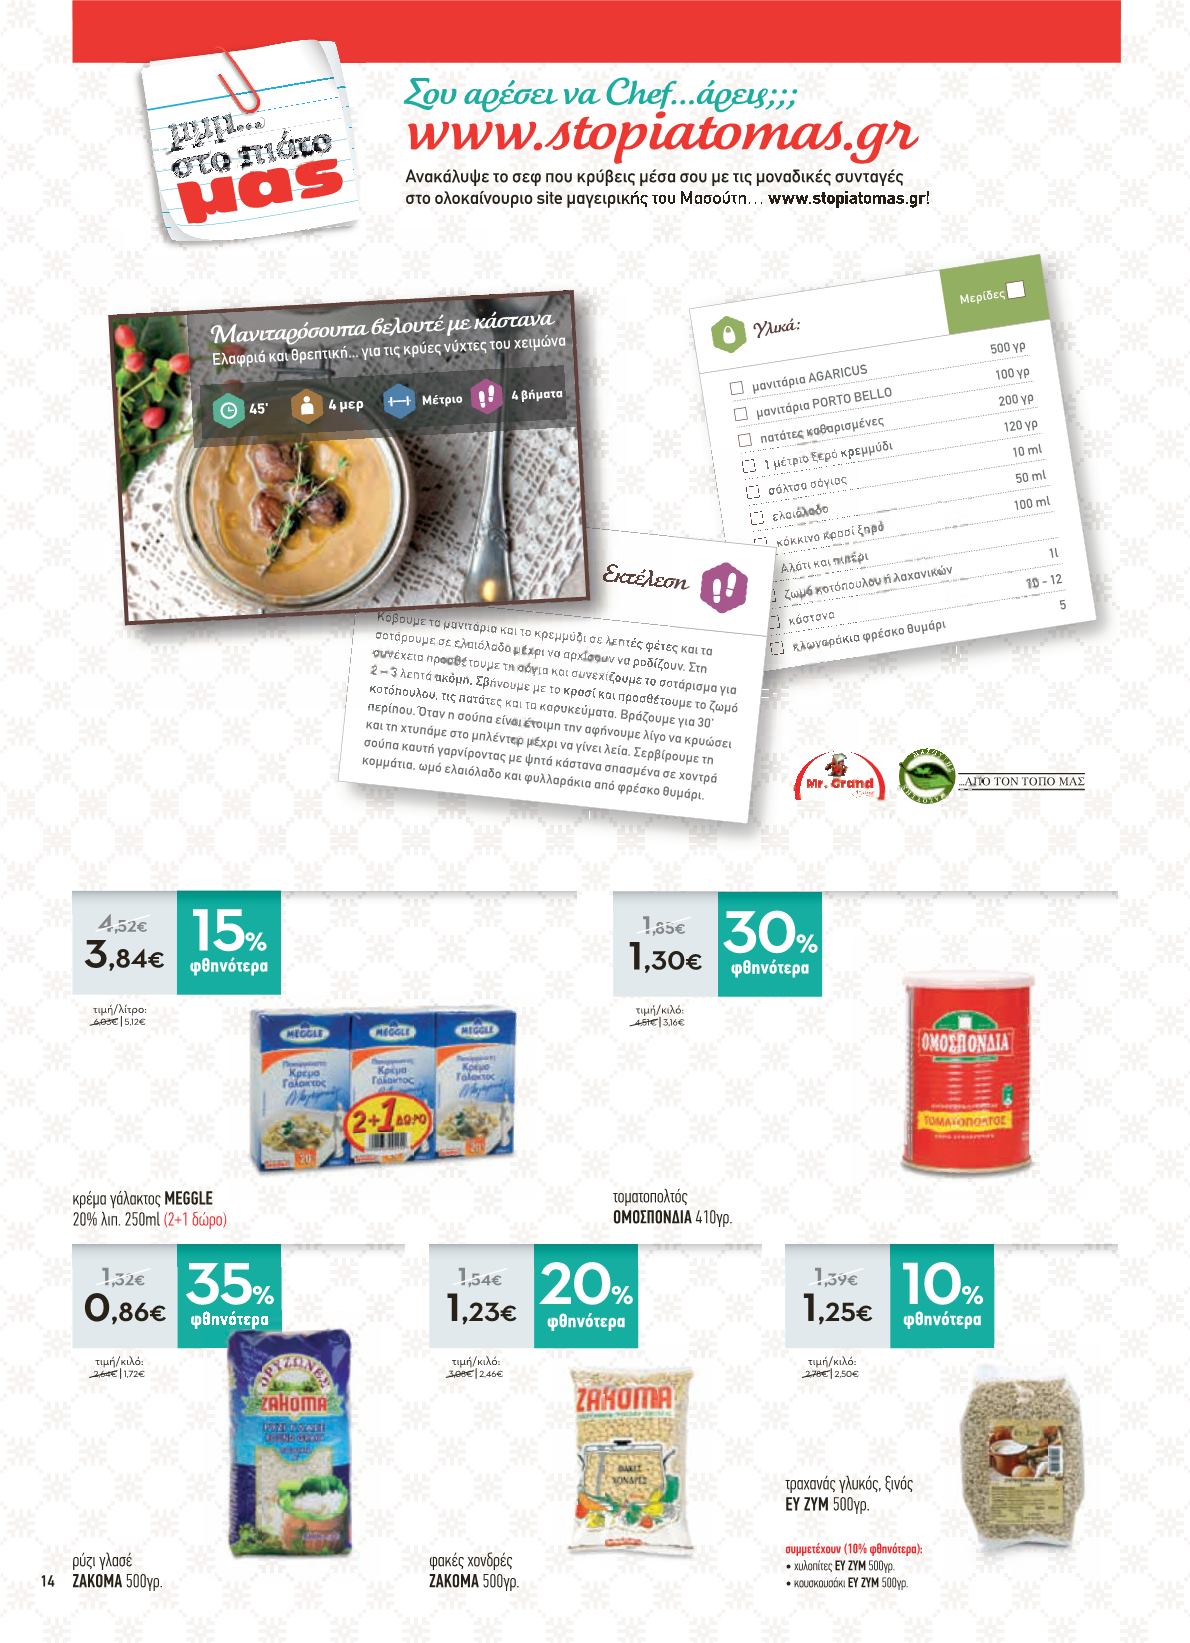 μμμ...
στο πιάτο
μας
Σου αρέσει να Chef...άρεις;;;
www.stopiatomas.gr
Ανακάλυψε το σεφ που κρύβεις μέσα σου με τις μοναδικές συνταγές
στο ολοκαίνουριο site μαγειρικής του Μασούτη… www.stopiatomas.gr!
Μανιταρόσουπα βελουτέ με κάστανα
Ελαφριά και θρεπτική... για τις κρύες νύχτες του χειμώνα
45'
4 μερ
Μέτριο
4 βήματα
Υλικά:
Μερίδες
μανιτάρια AGARICUS 500 γρ
μανιτάρια PORTO BELLO 100 γρ
πατάτες καθαρισμένες 200 γρ
1 μέτριο ξερό κρεμμύδι 120 γρ
σάλτσα σόγιας 10 ml
ελαιόλαδο 50 ml
κόκκινο κρασί ξηρό 100 ml
Αλάτι και πιπέρι
ζωμό κοτόπουλου ή λαχανικών 1l
κάστανα 10 – 12
κλωναράκια φρέσκο θυμάρι 5
Εκτέλεση
Κόβουμε τα μανιτάρια και το κρεμμύδι σε λεπτές φέτες και τα
σοτάρουμε σε ελαιόλαδο μέχρι να αρχίσουν να ροδίζουν. Στη
συνέχεια προσθέτουμε τη σόγια και συνεχίζουμε το σοτάρισμα για
2 – 3 λεπτά ακόμη. Σβήνουμε με το κρασί και προσθέτουμε το ζωμό
κοτόπουλου, τις πατάτες και τα καρυκεύματα. Βράζουμε για 30'
περίπου. Όταν η σούπα είναι έτοιμη την αφήνουμε λίγο να κρυώσει
και τη χτυπάμε στο μπλέντερ μέχρι να γίνει λεία. Σερβίρουμε τη
σούπα καυτή γαρνίροντας με ψητά κάστανα σπασμένα σε χοντρά
κομμάτια, ωμό ελαιόλαδο και φυλλαράκια από φρέσκο θυμάρι.
Mr. Grand
...ΑΠΟ ΤΟΝ ΤΟΠΟ ΜΑΣ
4,52€
3,84€
15%
φθηνότερα
τιμή/λίτρο:
6,03€|5,12€
MEGGLE
MEGGLE
MEGGLE
Κρέμα
Γάλακτος
2+1 ΔΩΡΟ
κρέμα γάλακτος MEGGLE
20% λιπ. 250ml (2+1 δώρο)
1,85€
1,30€
30%
φθηνότερα
τιμή/κιλό:
4,51€|3,16€
ΟΜΟΣΠΟΝΔΙΑ
ΤΟΜΑΤΟΠΟΛΤΟΣ
τοματοπολτός
ΟΜΟΣΠΟΝΔΙΑ 410γρ.
1,32€
0,86€
35%
φθηνότερα
τιμή/κιλό:
2,64€|1,72€
ΟΡΥΖΩΝΕΣ
ΖΑΚΟΜΑ
ρύζι γλασέ
ΖΑΚΟΜΑ 500γρ.
1,54€
1,23€
20%
φθηνότερα
τιμή/κιλό:
3,08€|2,46€
ΖΑΚΟΜΑ
ΦΑΚΕΣ
ΧΟΝΔΡΕΣ
φακές χονδρές
ΖΑΚΟΜΑ 500γρ.
1,39€
1,25€
10%
φθηνότερα
τιμή/κιλό:
2,78€|2,50€
Ευ Ζυμ
τραχανάς γλυκός, ξινός
ΕΥ ΖΥΜ 500γρ.
συμμετέχουν (10% φθηνότερα):
• χυλοπίτες ΕΥ ΖΥΜ 500γρ.
• κουσκουσάκι ΕΥ ΖΥΜ 500γρ.
14